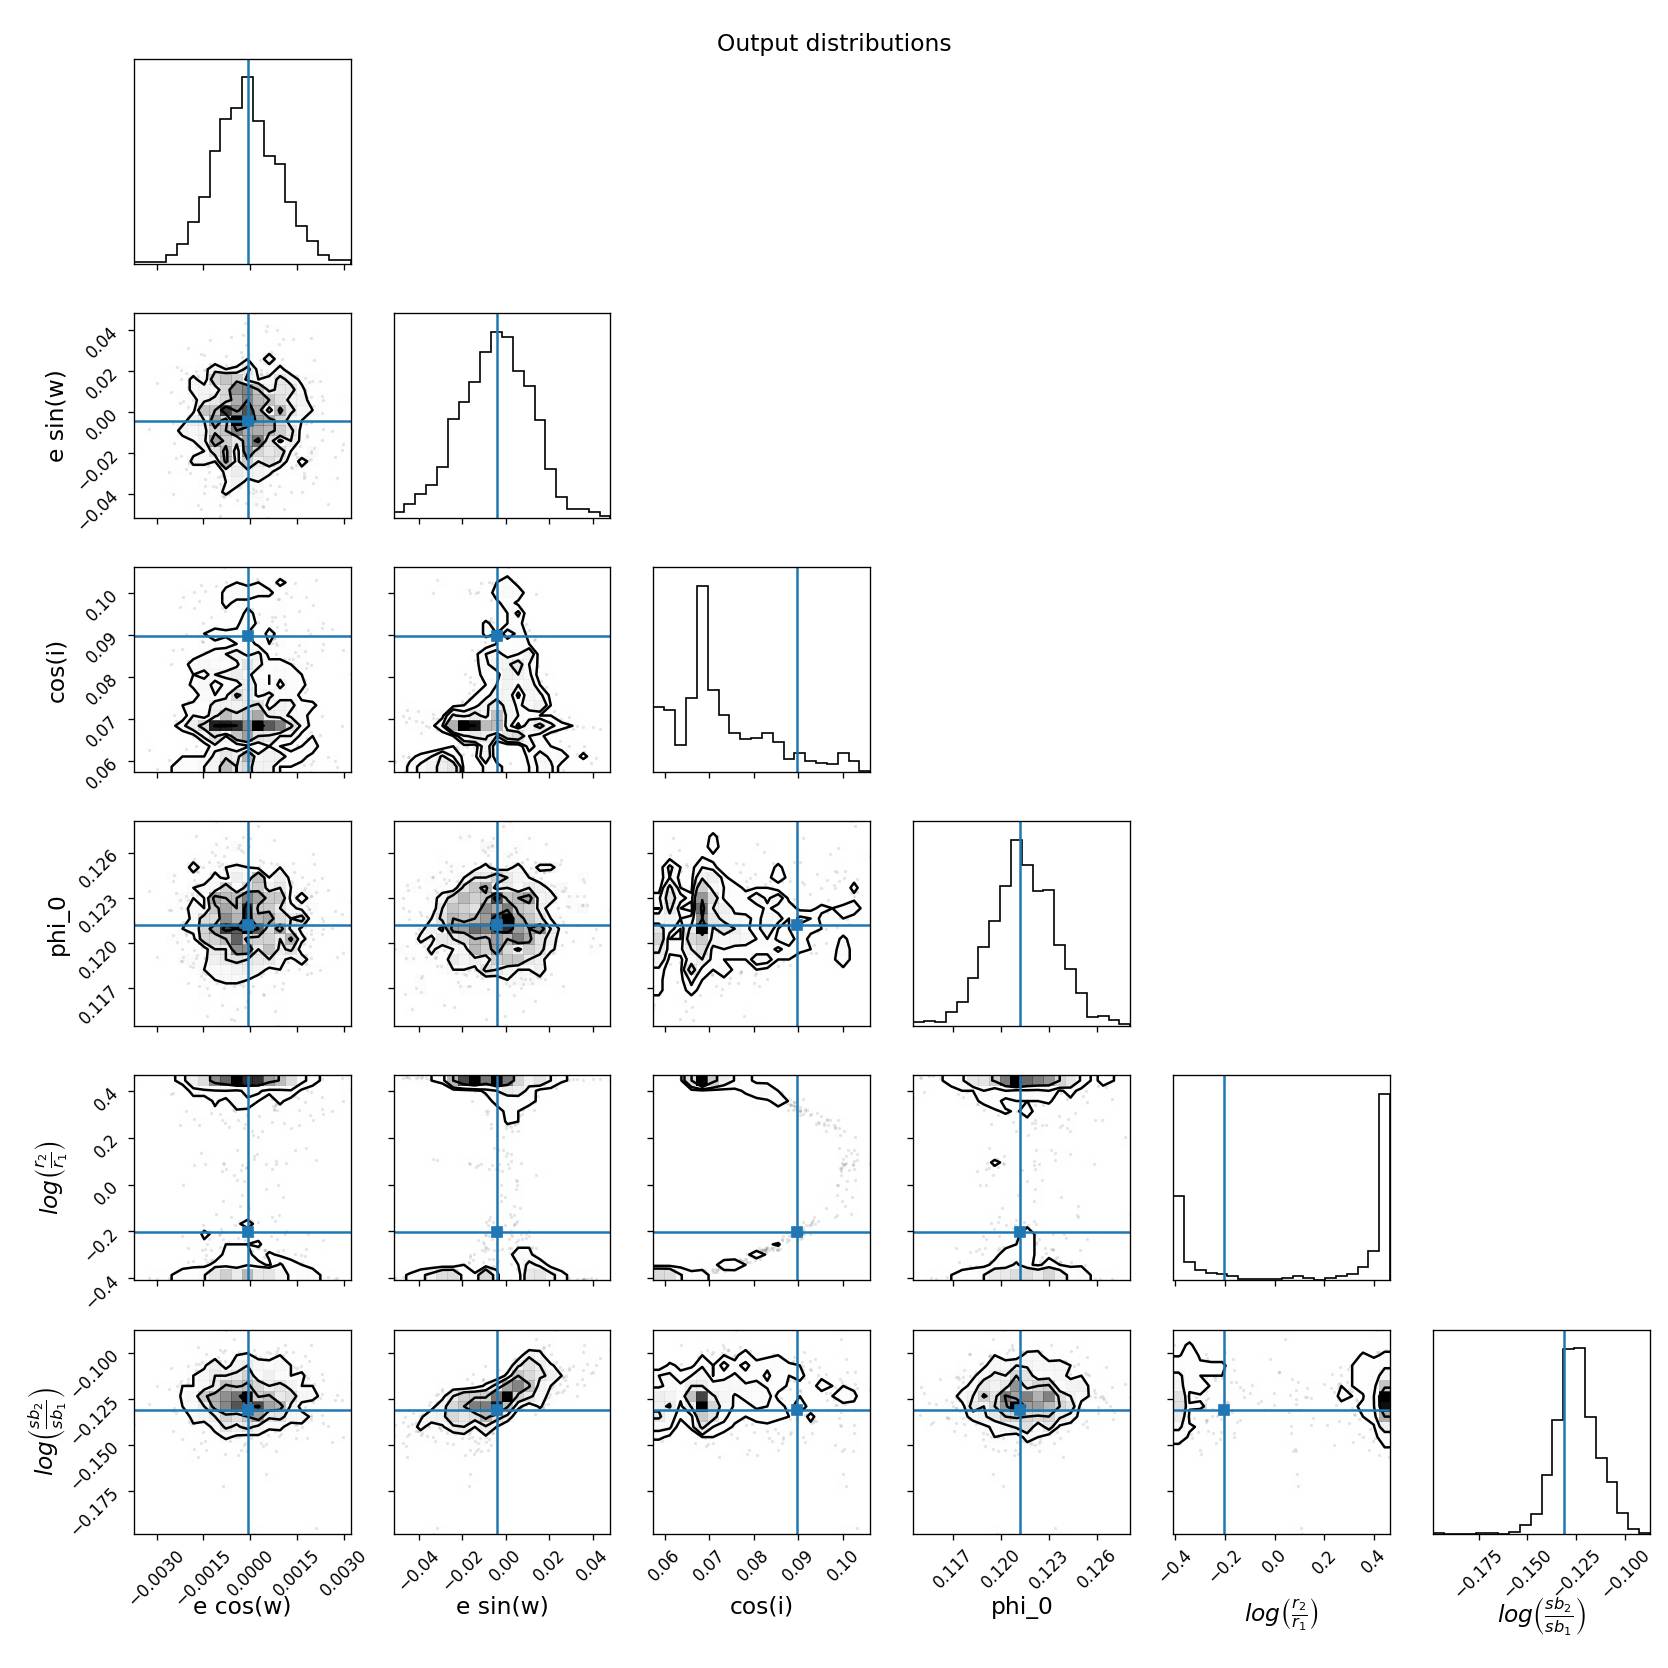 Output distributions
0.04
0.02
0.00
−0.02
−0.04
e sin(w)
0.10
0.09
0.08
0.07
0.06
cos(i)
0.126
0.123
0.120
0.117
phi_0
0.4
0.2
0.0
−0.2
−0.4
log(r2/r1)
−0.100
−0.125
−0.150
−0.175
log(sb2/sb1)
−0.0030 −0.0015 0.0000 0.0015 0.0030
−0.04 −0.02 0.00 0.02 0.04
0.06 0.07 0.08 0.09 0.10
0.117 0.120 0.123 0.126
−0.4 −0.2 0.0 0.2 0.4
−0.175 −0.150 −0.125 −0.100
e cos(w)
e sin(w)
cos(i)
phi_0
log(r2/r1)
log(sb2/sb1)